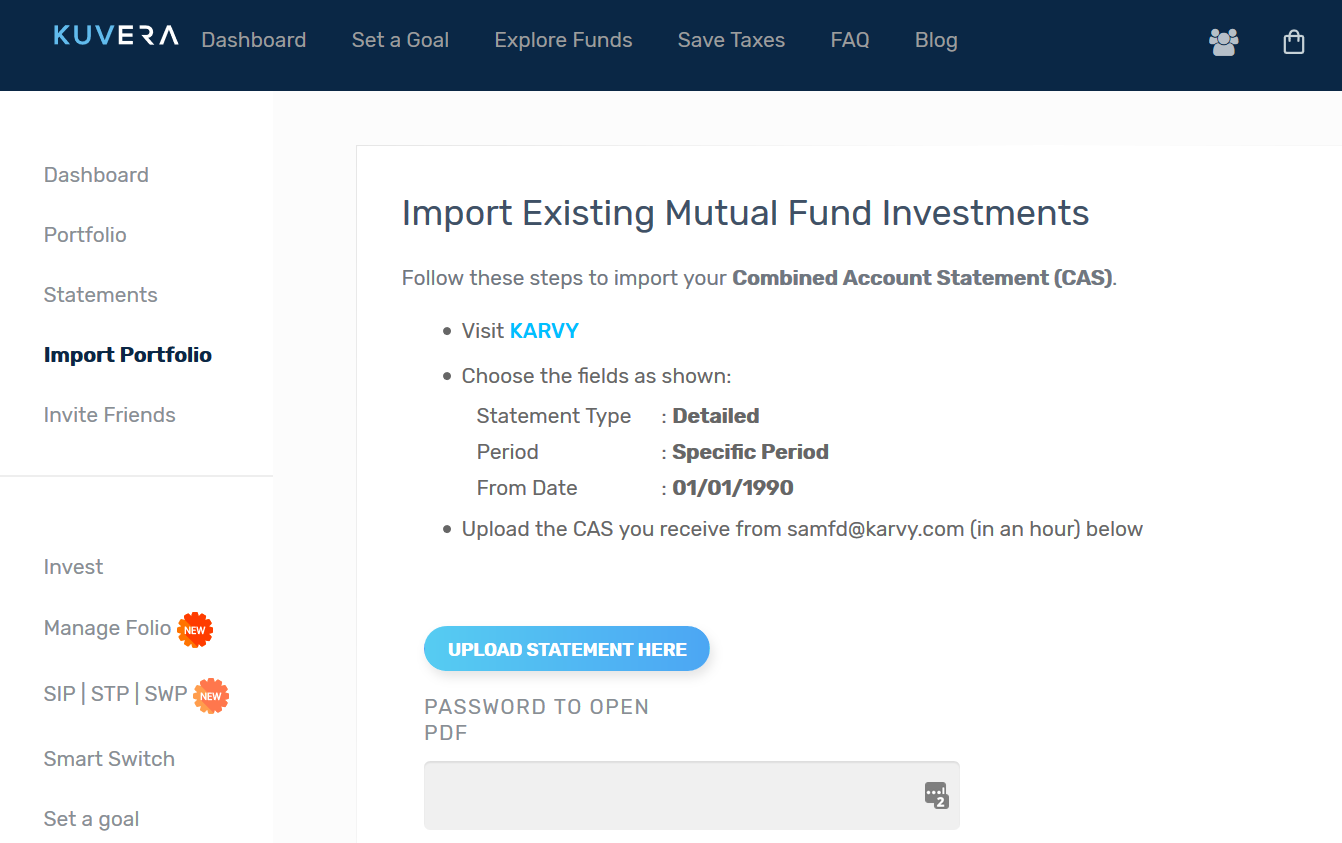 KUVERA Dashboard Set a Goal Explore Funds Save Taxes FAQ Blog
Dashboard
Portfolio
Statements
Import Portfolio
Invite Friends
Invest
Manage Folio NEW
SIP | STP | SWP NEW
Smart Switch
Set a goal
Import Existing Mutual Fund Investments
Follow these steps to import your Combined Account Statement (CAS).
• Visit KARVY
• Choose the fields as shown:
Statement Type : Detailed
Period : Specific Period
From Date : 01/01/1990
• Upload the CAS you receive from samfd@karvy.com (in an hour) below
UPLOAD STATEMENT HERE
PASSWORD TO OPEN
PDF
2